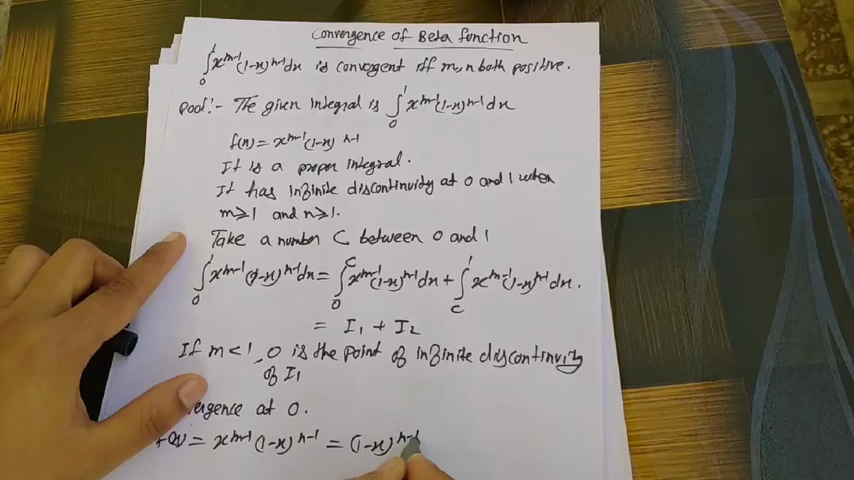 Convergence of Beta function
∫₀¹ x^(m-1)(1-x)^(n-1)dx is convergent iff m,n both positive.
Poof:- The given integral is ∫₀¹ x^(m-1)(1-x)^(n-1) dx
f(x) = x^(m-1)(1-x)^(n-1)
It is a proper integral.
It has infinite discontinuity at 0 and 1 when
m≥1 and n≥1.
Take a number C between 0 and 1
∫₀¹ x^(m-1)(1-x)^(n-1)dx = ∫₀^C x^(m-1)(1-x)^(n-1)dx + ∫_C¹ x^(m-1)(1-x)^(n-1)dx.
= I₁ + I₂
If m<1, 0 is the point of infinite discontinuity
of I₁
ergence at 0.
f(x) = x^(m-1)(1-x)^(n-1) = (1-x)^(n-1)